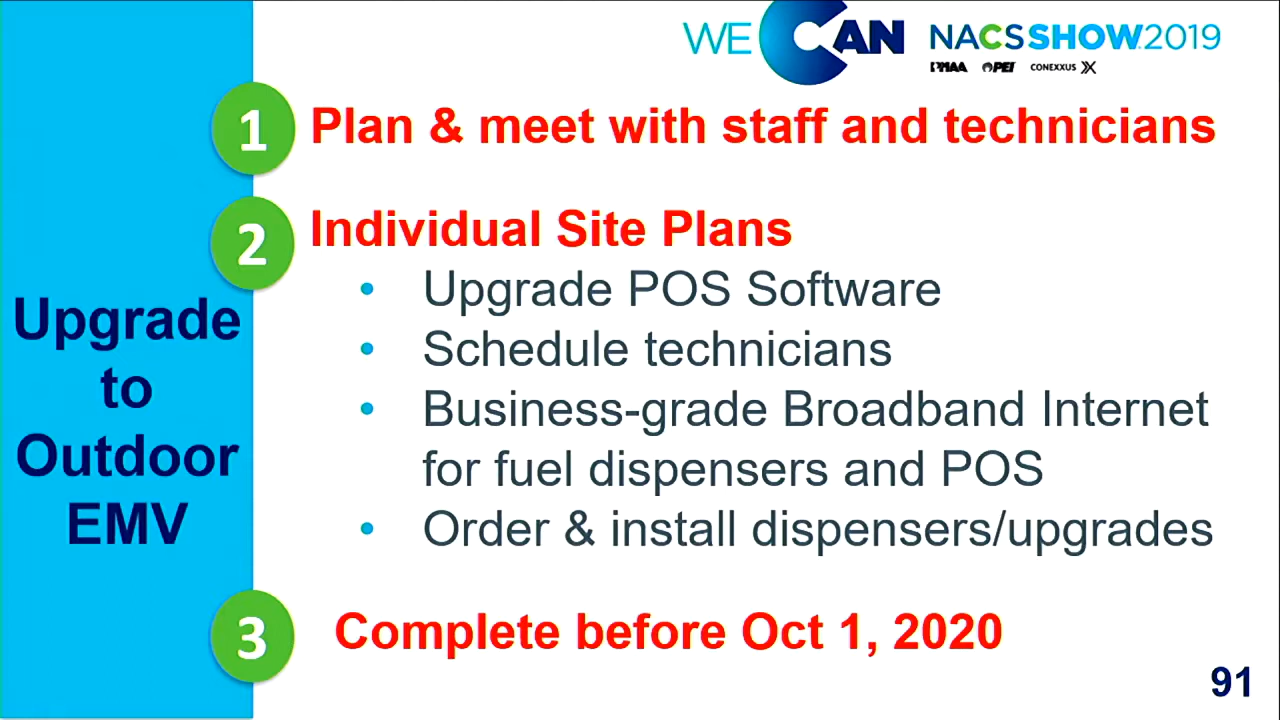 WE CAN NACSSHOW.2019
PMAA PEI CONEXXUS
1 Plan & meet with staff and technicians
2 Individual Site Plans
• Upgrade POS Software
• Schedule technicians
• Business-grade Broadband Internet
for fuel dispensers and POS
• Order & install dispensers/upgrades
3 Complete before Oct 1, 2020
Upgrade
to
Outdoor
EMV
91